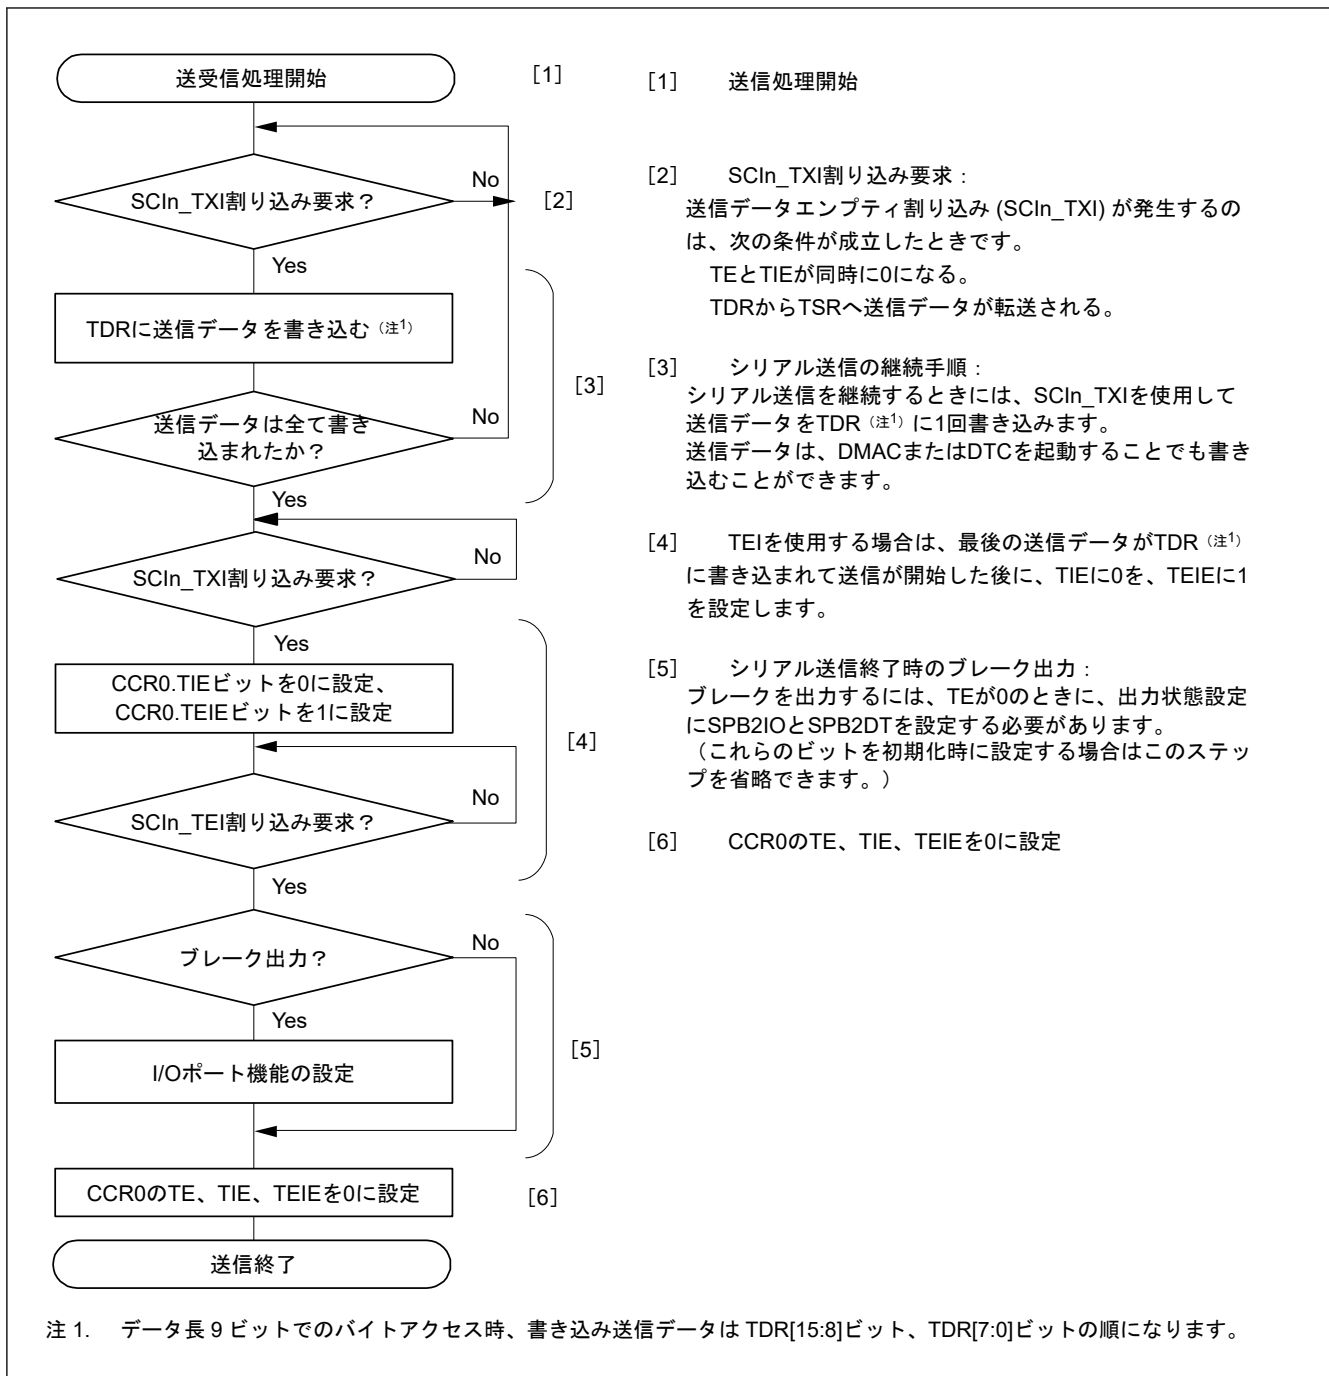 送受信処理開始
[1]
SCIn_TXI割り込み要求？
No
[2]
Yes
TDRに送信データを書き込む（注1）
[3]
送信データは全て書き
込まれたか？
No
Yes
SCIn_TXI割り込み要求？
No
Yes
CCR0.TIEビットを0に設定、
CCR0.TEIEビットを1に設定
[4]
SCIn_TEI割り込み要求？
No
Yes
ブレーク出力？
No
Yes
[5]
I/Oポート機能の設定
CCR0のTE、TIE、TEIEを0に設定
[6]
送信終了
[1] 送信処理開始
[2] SCIn_TXI割り込み要求：
送信データエンプティ割り込み (SCIn_TXI) が発生するの
は、次の条件が成立したときです。
TEとTIEが同時に0になる。
TDRからTSRへ送信データが転送される。
[3] シリアル送信の継続手順：
シリアル送信を継続するときには、SCIn_TXIを使用して
送信データをTDR（注1）に1回書き込みます。
送信データは、DMACまたはDTCを起動することでも書き
込むことができます。
[4] TEIを使用する場合は、最後の送信データがTDR（注1）
に書き込まれて送信が開始した後に、TIEに0を、TEIEに1
を設定します。
[5] シリアル送信終了時のブレーク出力：
ブレークを出力するには、TEが0のときに、出力状態設定
にSPB2IOとSPB2DTを設定する必要があります。
（これらのビットを初期化時に設定する場合はこのステッ
プを省略できます。）
[6] CCR0のTE、TIE、TEIEを0に設定
注 1. データ長 9 ビットでのバイトアクセス時、書き込み送信データは TDR[15:8]ビット、TDR[7:0]ビットの順になります。